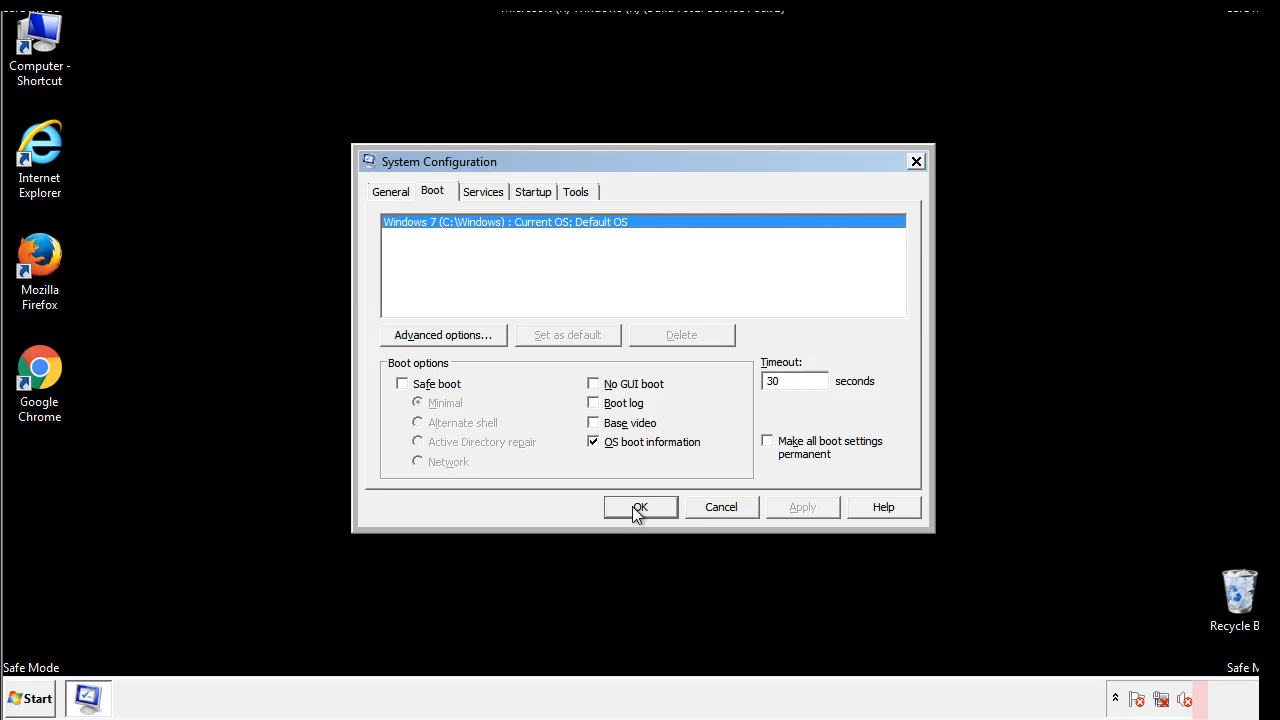 Computer -
Shortcut
Internet
Explorer
Mozilla
Firefox
Google
Chrome
System Configuration
General Boot Services Startup Tools
Windows 7 (C:\Windows) : Current OS; Default OS
Advanced options... Set as default Delete
Boot options
Timeout:
30 seconds
Safe boot
Minimal
Alternate shell
Active Directory repair
Network
No GUI boot
Boot log
Base video
OS boot information
Make all boot settings
permanent
OK Cancel Apply Help
Recycle B
Safe Mode
Safe M
Start